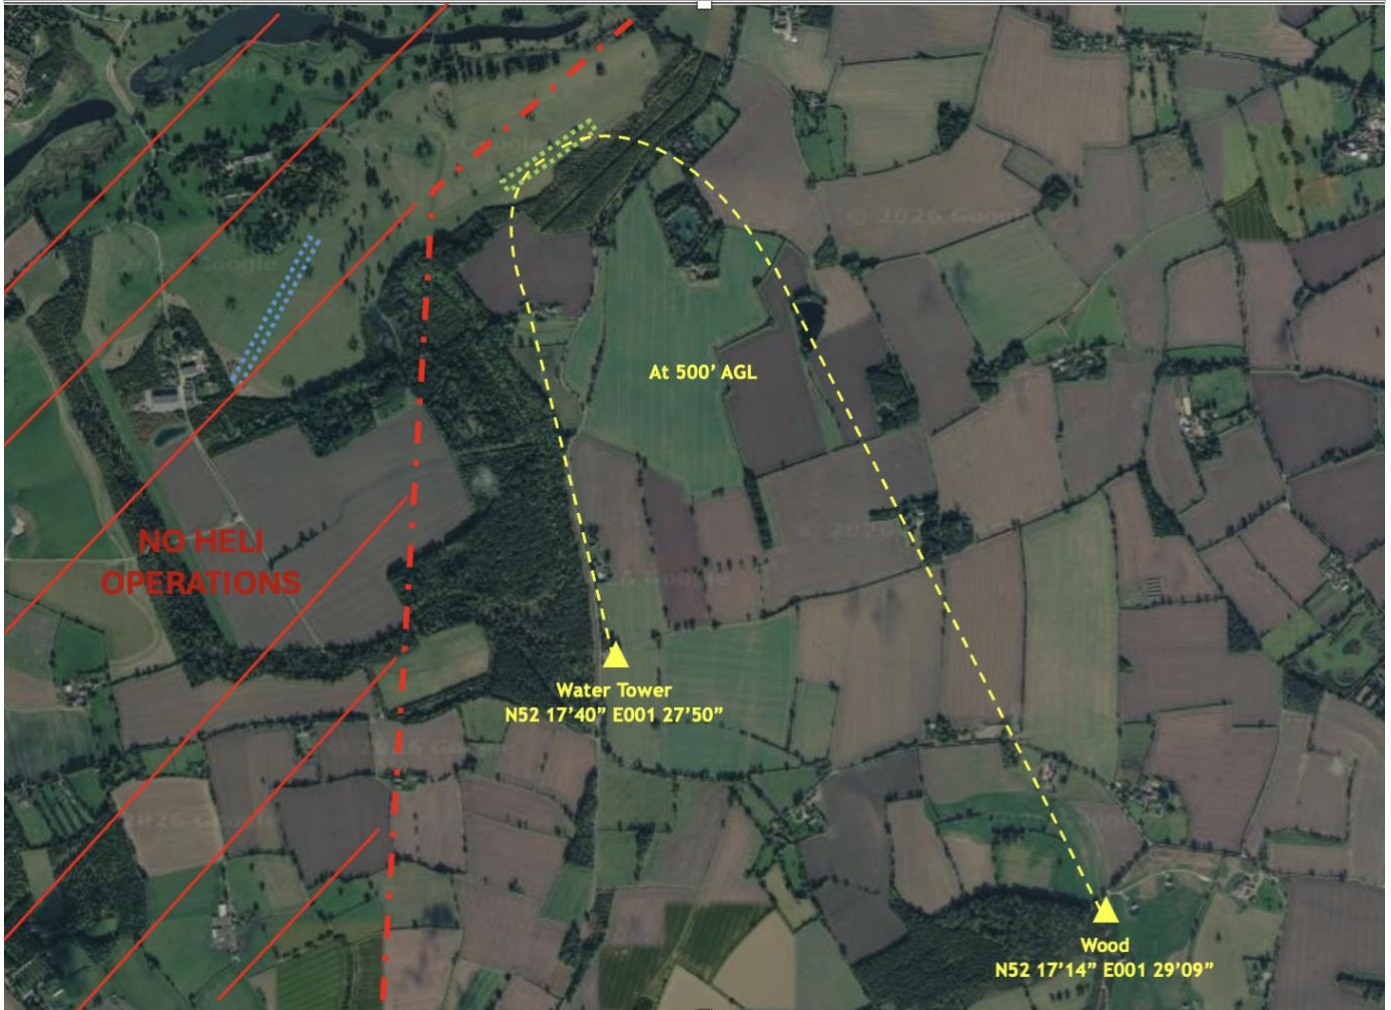 At 500' AGL
NO HELI
OPERATIONS
Water Tower
N52 17'40" E001 27'50"
Wood
N52 17'14" E001 29'09"